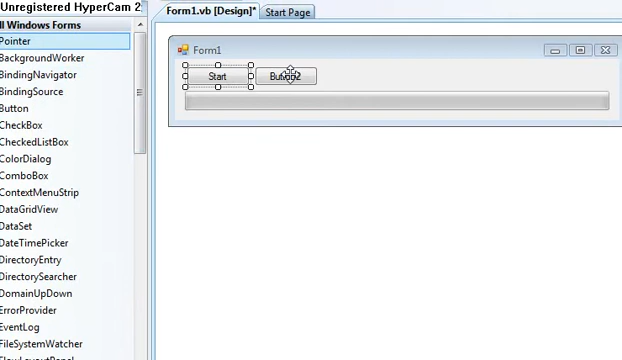 Unregistered HyperCam 2
Form1.vb [Design]*
Start Page
ll Windows Forms
Pointer
BackgroundWorker
BindingNavigator
BindingSource
Button
CheckBox
CheckedListBox
ColorDialog
ComboBox
ContextMenuStrip
DataGridView
DataSet
DateTimePicker
DirectoryEntry
DirectorySearcher
DomainUpDown
ErrorProvider
EventLog
FileSystemWatcher
FlowLayoutPanel
Form1
Start
Button2